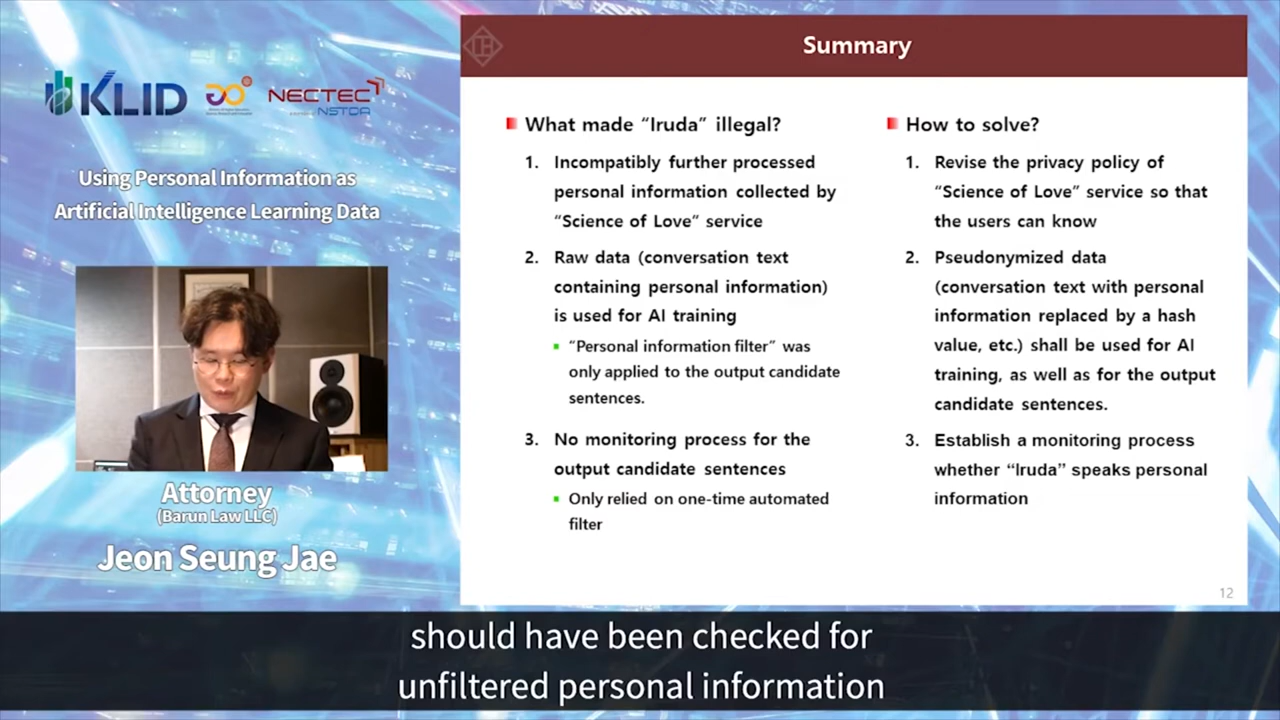 KLID
NECTEC
NSTDA
Using Personal Information as
Artificial Intelligence Learning Data
Attorney
(Barun Law LLC)
Jeon Seung Jae
Summary
What made “Iruda” illegal?
1. Incompatibly further processed
personal information collected by
“Science of Love” service
2. Raw data (conversation text
containing personal information)
is used for AI training
“Personal information filter” was
only applied to the output candidate
sentences.
3. No monitoring process for the
output candidate sentences
Only relied on one-time automated
filter
How to solve?
1. Revise the privacy policy of
“Science of Love” service so that
the users can know
2. Pseudonymized data
(conversation text with personal
information replaced by a hash
value, etc.) shall be used for AI
training, as well as for the output
candidate sentences.
3. Establish a monitoring process
whether “Iruda” speaks personal
information
12
should have been checked for
unfiltered personal information